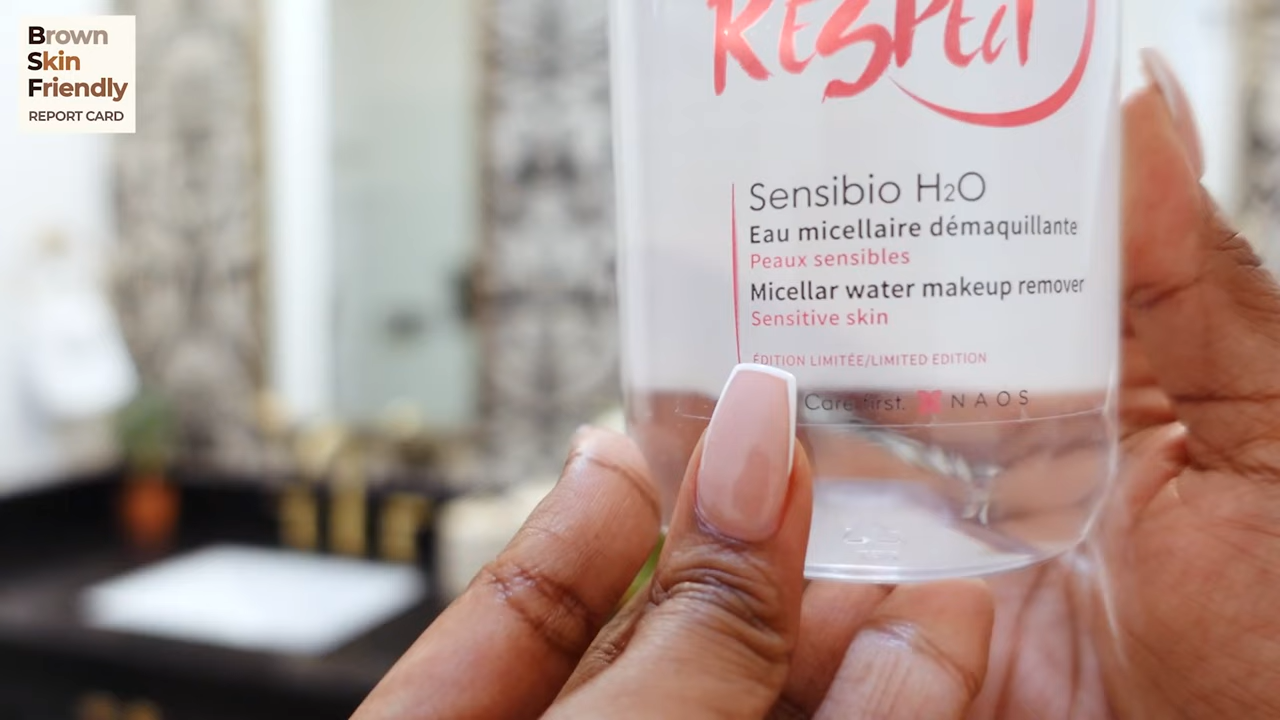 Brown
Skin
Friendly
REPORT CARD
RESPECT
Sensibio H2O
Eau micellaire démaquillante
Peaux sensibles
Micellar water makeup remover
Sensitive skin
ÉDITION LIMITÉE/LIMITED EDITION
Care first. NAOS